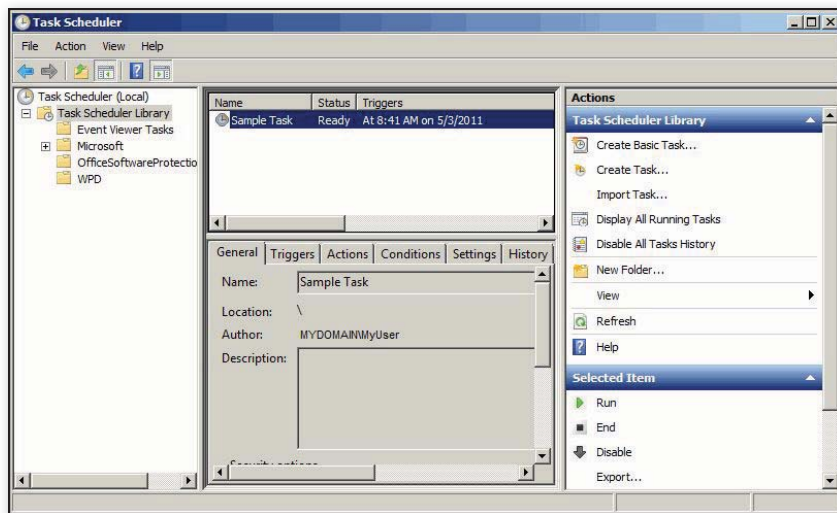 Task Scheduler
File Action View Help
Task Scheduler (Local)
Task Scheduler Library
Event Viewer Tasks
Microsoft
OfficeSoftwareProtectio
WPD
Name Status Triggers
Sample Task Ready At 8:41 AM on 5/3/2011
General Triggers Actions Conditions Settings History
Name: Sample Task
Location: \
Author: MYDOMAIN\MyUser
Description:
Security options
Actions
Task Scheduler Library
Create Basic Task...
Create Task...
Import Task...
Display All Running Tasks
Disable All Tasks History
New Folder...
View
Refresh
Help
Selected Item
Run
End
Disable
Export...